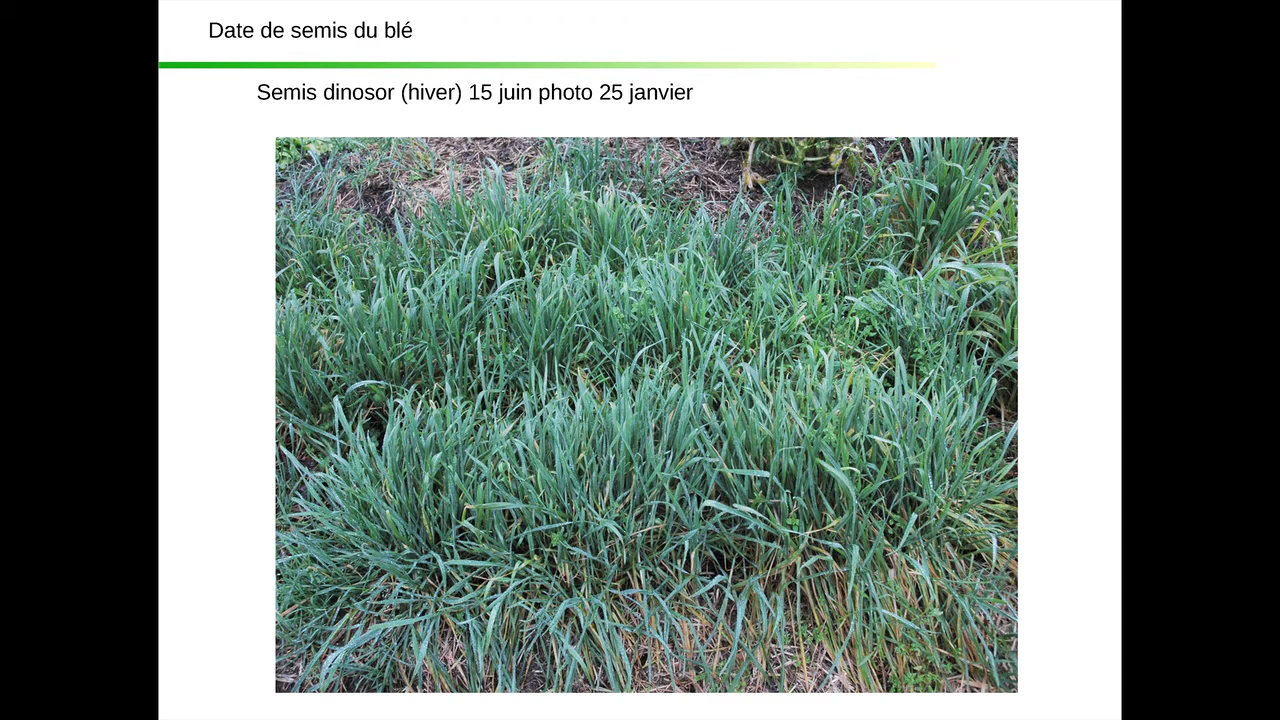 Date de semis du blé
Semis dinosor (hiver) 15 juin photo 25 janvier